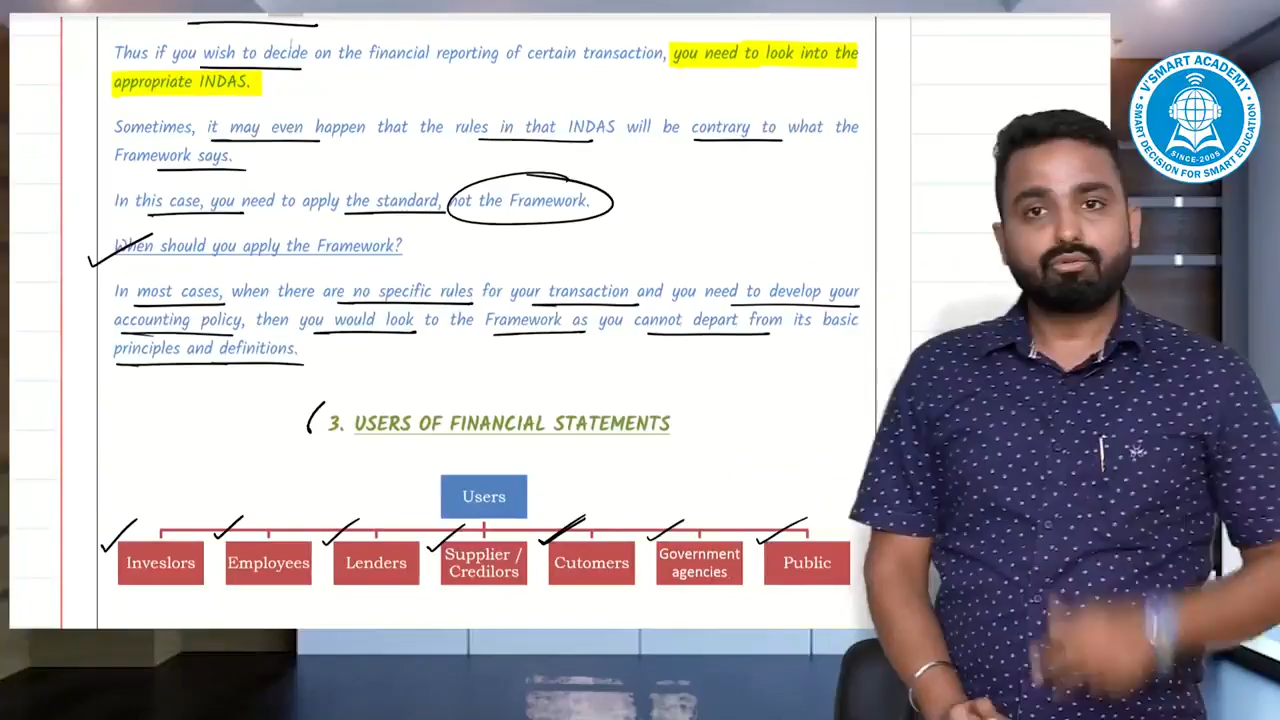 Thus if you wish to decide on the financial reporting of certain transaction, you need to look into the
appropriate INDAS.
Sometimes, it may even happen that the rules in that INDAS will be contrary to what the
Framework says.
In this case, you need to apply the standard, not the Framework.
When should you apply the Framework?
In most cases, when there are no specific rules for your transaction and you need to develop your
accounting policy, then you would look to the Framework as you cannot depart from its basic
principles and definitions.
3. USERS OF FINANCIAL STATEMENTS
Users
Investors
Employees
Lenders
Supplier /
Creditors
Cutomers
Government
agencies
Public
V'SMART ACADEMY
SINCE-2006
SMART DECISION FOR SMART EDUCATION